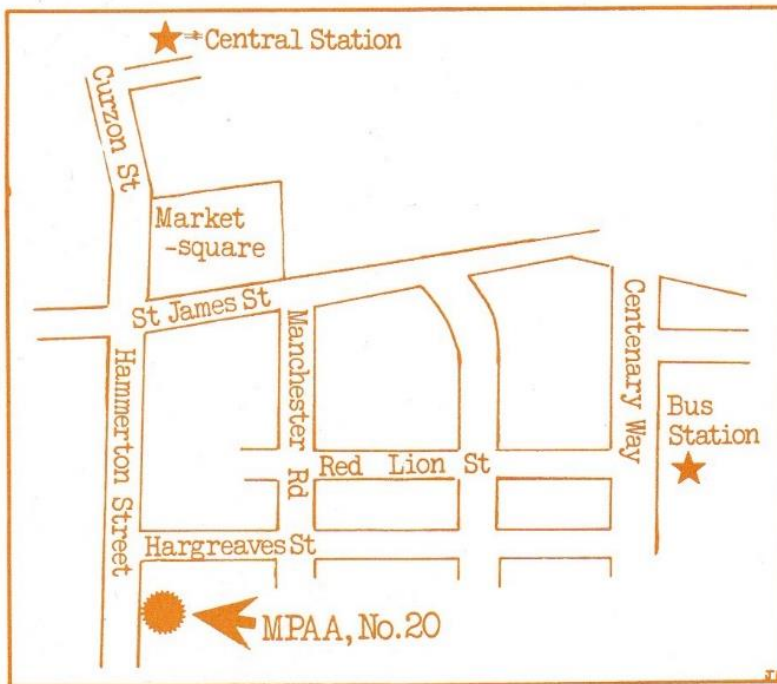 Central Station
Curzon St
Market
-square
St James St
Manchester Rd
Centenary Way
Hammerton Street
Bus
Station
Red Lion St
Hargreaves St
MPAA, No.20